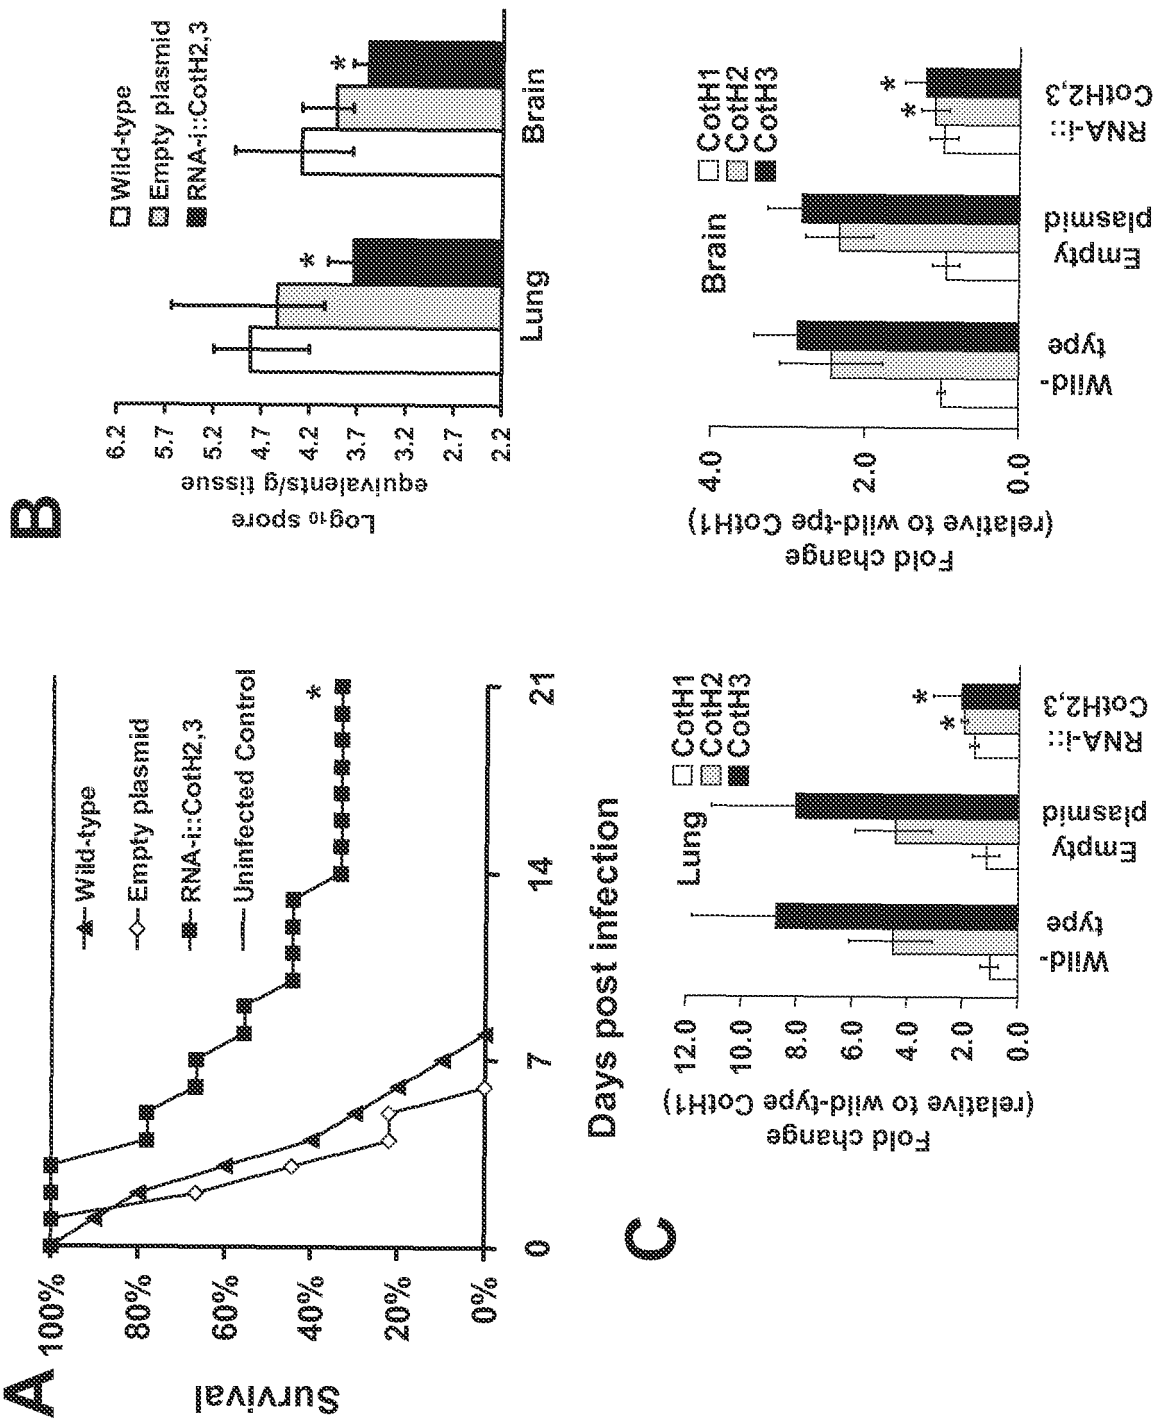 A
Survival
100%
80%
60%
40%
20%
0%
0
7
14
21
Days post infection
Wild-type
Empty plasmid
RNA-i::CotH2,3
Uninfected Control
*
B
Log10 spore
equivalents/g tissue
6.2
5.7
5.2
4.7
4.2
3.7
3.2
2.7
2.2
Wild-type
Empty plasmid
RNA-i::CotH2,3
*
*
Lung
Brain
C
Fold change
(relative to wild-type CotH1)
12.0
10.0
8.0
6.0
4.0
2.0
0.0
Lung
CotH1
CotH2
CotH3
*
*
Wild-
type
Empty
plasmid
RNA-i::
CotH2,3
Fold change
(relative to wild-tpe CotH1)
4.0
2.0
0.0
Brain
CotH1
CotH2
CotH3
*
*
Wild-
type
Empty
plasmid
RNA-i::
CotH2,3